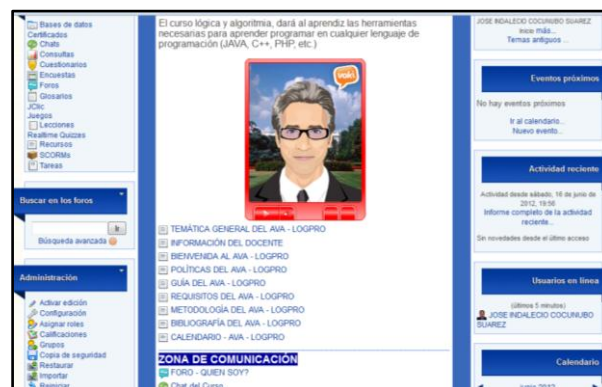 Bases de datos
Certificados
Chats
Consultas
Cuestionarios
Encuestas
Foros
Glosarios
JClic
Juegos
Lecciones
Realtime Quizzes
Recursos
SCORMs
Tareas
Buscar en los foros
Ir
Búsqueda avanzada
Administración
Activar edición
Configuración
Asignar roles
Calificaciones
Grupos
Copia de seguridad
Restaurar
Importar
Reiniciar
El curso lógica y algoritmia, dará al aprendiz las herramientas
necesarias para aprender programar en cualquier lenguaje de
programación (JAVA, C++, PHP, etc.)
voki
TEMÁTICA GENERAL DEL AVA - LOGPRO
INFORMACIÓN DEL DOCENTE
BIENVENIDA AL AVA - LOGPRO
POLÍTICAS DEL AVA - LOGPRO
GUÍA DEL AVA - LOGPRO
REQUISITOS DEL AVA - LOGPRO
METODOLOGÍA DEL AVA - LOGPRO
BIBLIOGRAFÍA DEL AVA - LOGPRO
CALENDARIO - AVA - LOGPRO
ZONA DE COMUNICACIÓN
FORO - QUIEN SOY?
Chat del Curso
JOSE INDALECIO COCUNUBO SUAREZ
más...
Temas antiguos ...
Eventos próximos
No hay eventos próximos
Ir al calendario...
Nuevo evento...
Actividad reciente
Actividad desde sábado, 16 de junio de
2012, 19:56
Informe completo de la actividad
reciente...
Sin novedades desde el último acceso
Usuarios en línea
(últimos 5 minutos)
JOSE INDALECIO COCUNUBO
SUAREZ
Calendario
junio 2012